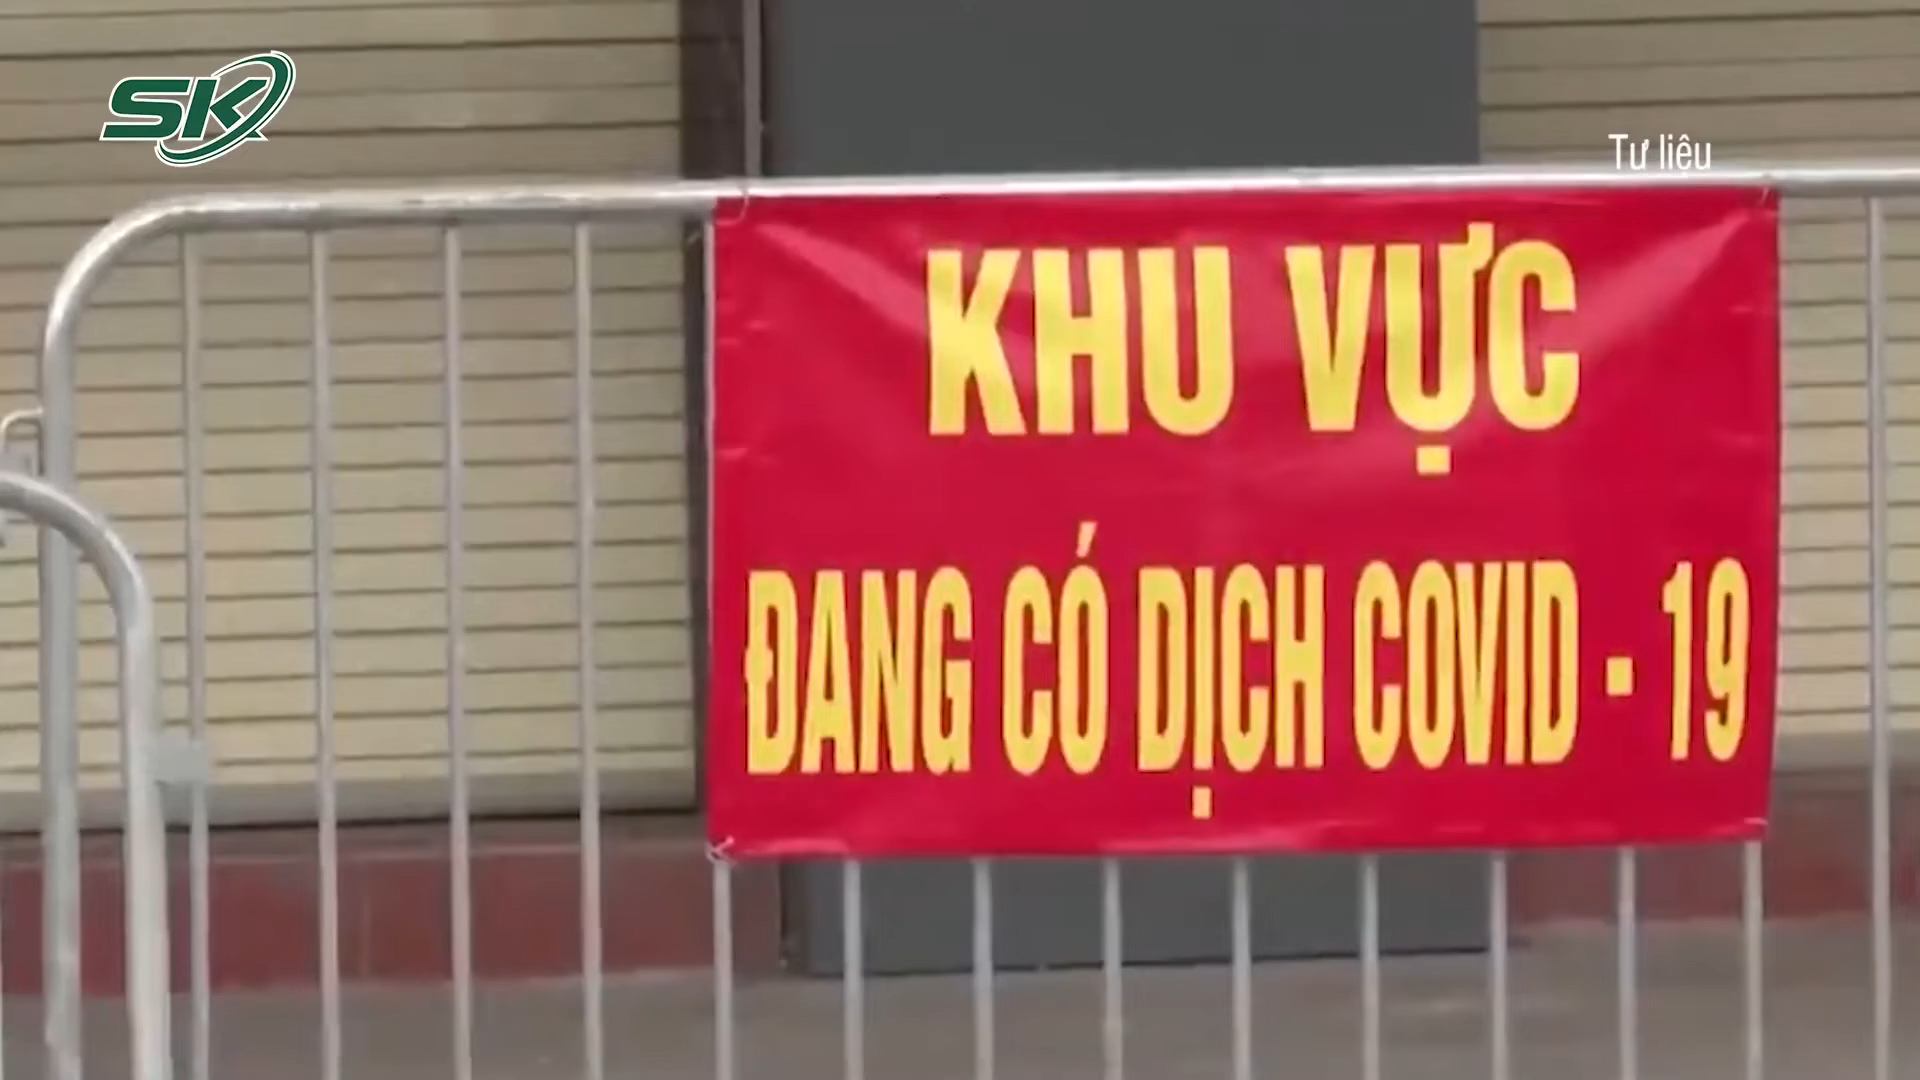 SK
Tư liệu
KHU VỰC
ĐANG CÓ DỊCH COVID - 19